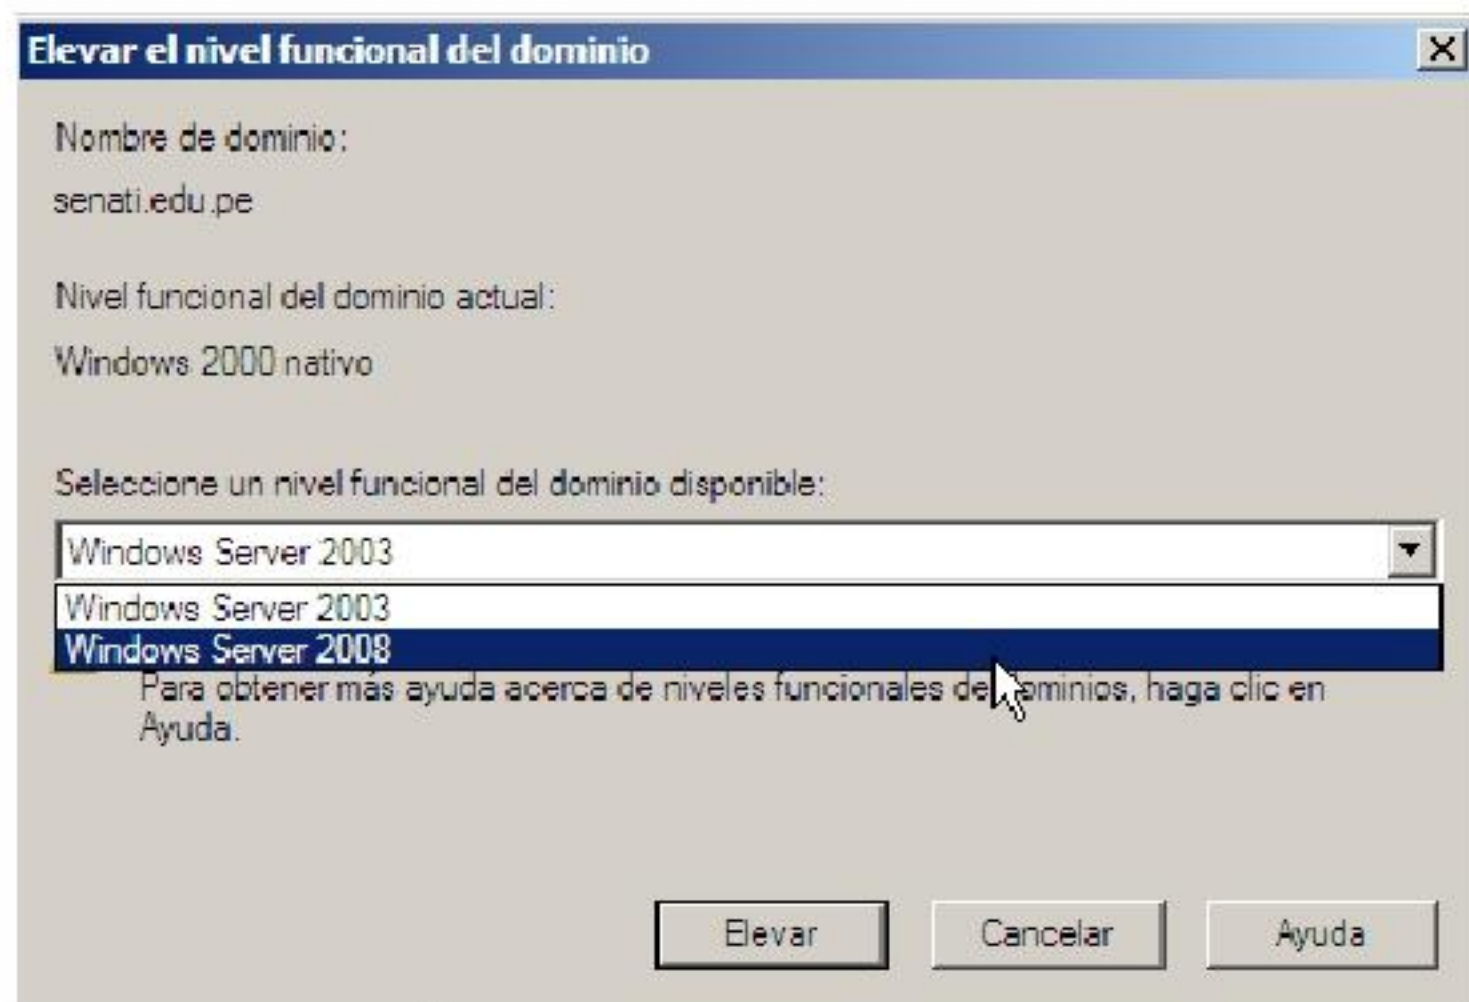 Elevar el nivel funcional del dominio
Nombre de dominio:
senati.edu.pe
Nivel funcional del dominio actual:
Windows 2000 nativo
Seleccione un nivel funcional del dominio disponible:
Windows Server 2003
Windows Server 2003
Windows Server 2008
Para obtener más ayuda acerca de niveles funcionales de dominios, haga clic en
Ayuda.
Elevar Cancelar Ayuda